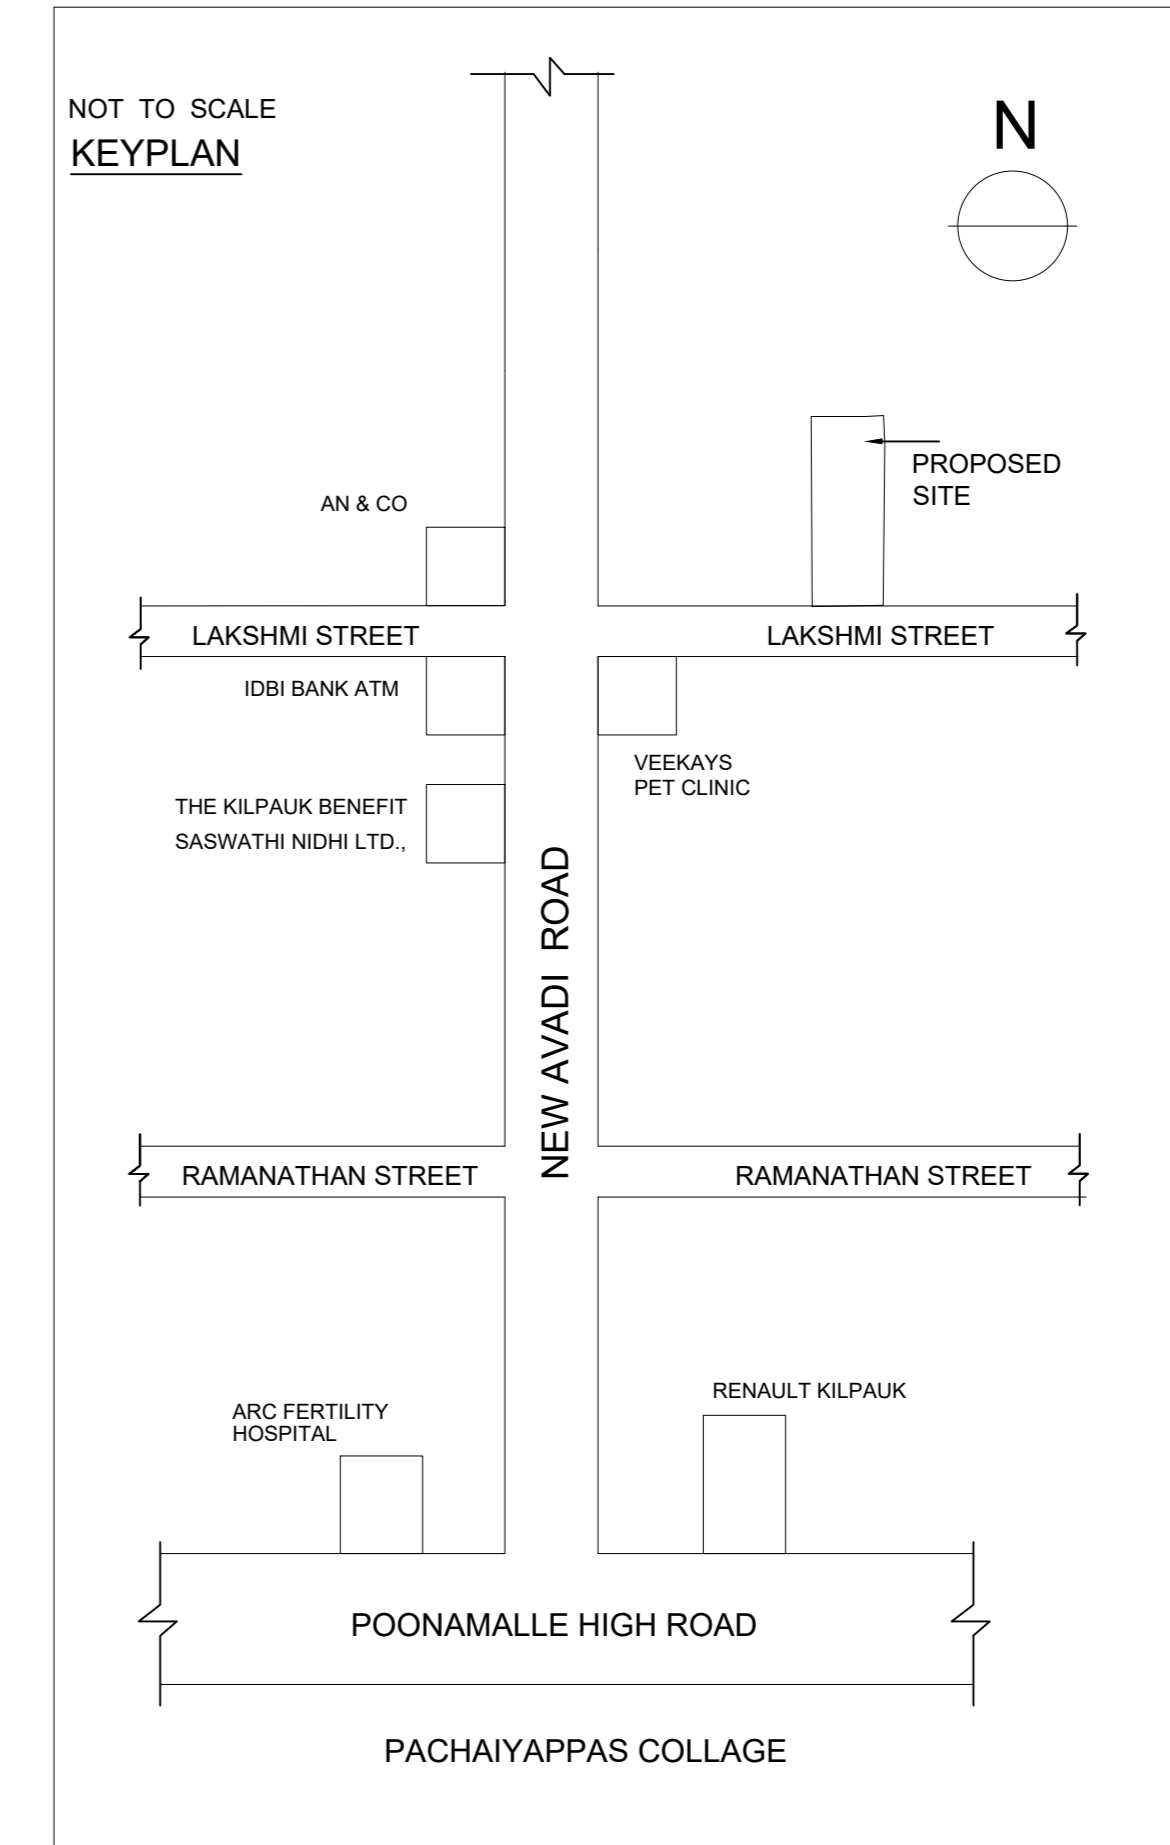 NOT TO SCALE
KEYPLAN
N
PROPOSED
SITE
AN & CO
LAKSHMI STREET
LAKSHMI STREET
IDBI BANK ATM
VEEKAYS
PET CLINIC
THE KILPAUK BENEFIT
SASWATHI NIDHI LTD.,
NEW AVADI ROAD
RAMANATHAN STREET
RAMANATHAN STREET
RENAULT KILPAUK
ARC FERTILITY
HOSPITAL
POONAMALLE HIGH ROAD
PACHAIYAPPAS COLLAGE